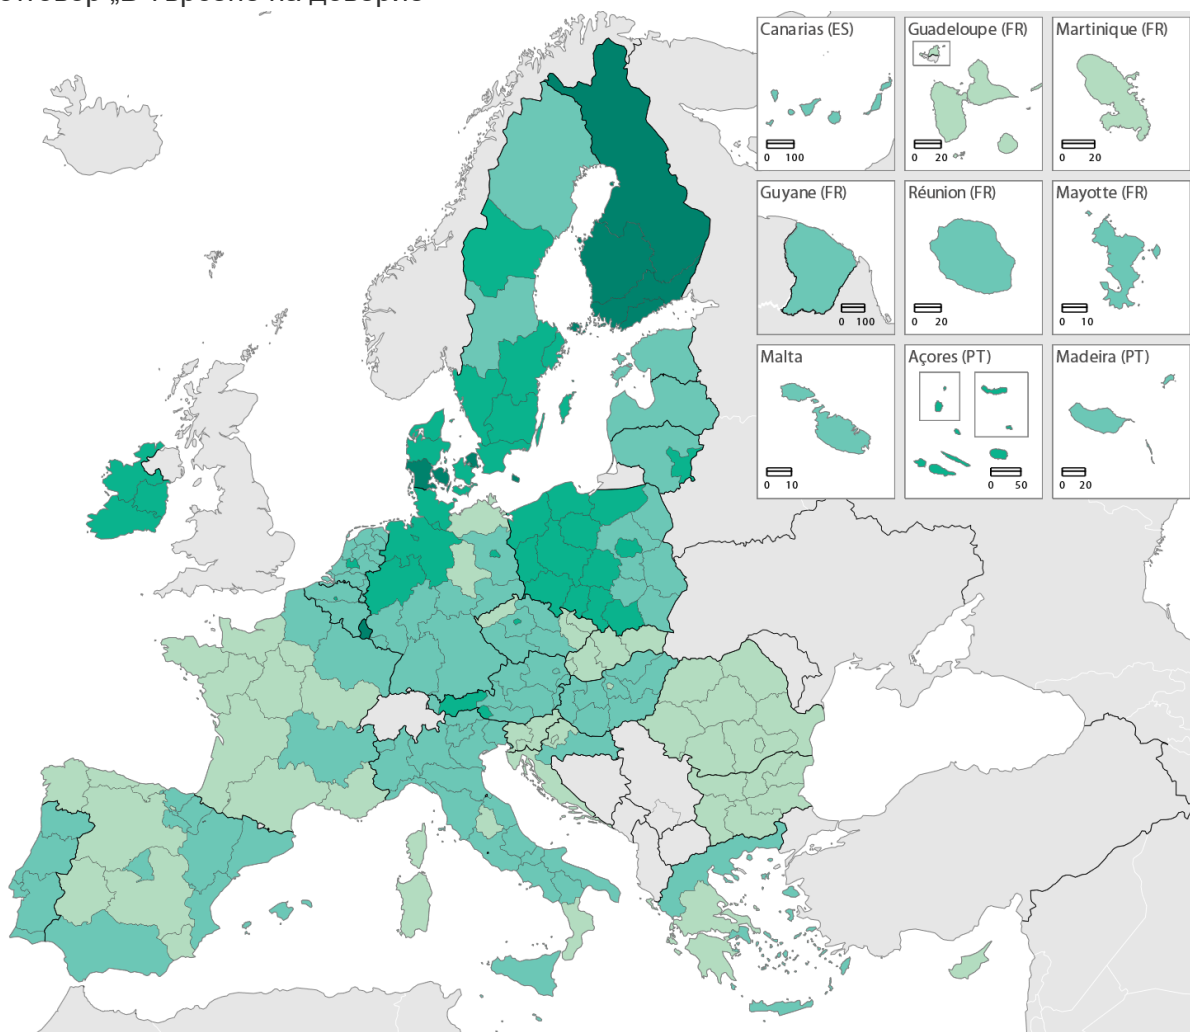 Canarias (ES)
0 100
Guadeloupe (FR)
0 20
Martinique (FR)
0 20
Guyane (FR)
0 100
Réunion (FR)
0 20
Mayotte (FR)
0 10
Malta
0 10
Açores (PT)
0 50
Madeira (PT)
0 20